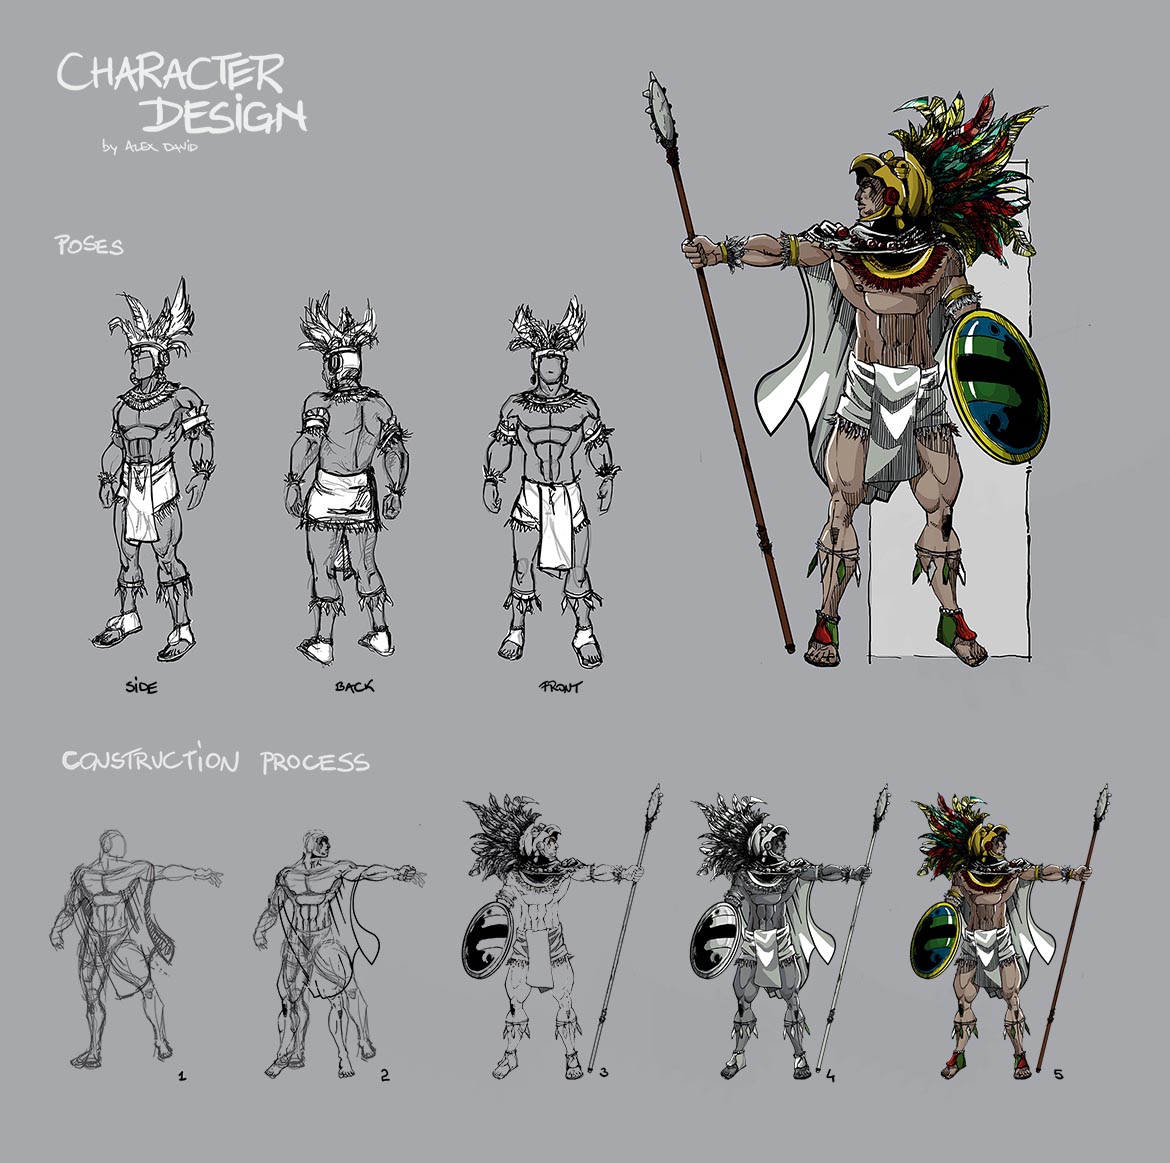 CHARACTER
DESIGN
by ALEX DAVID
POSES
SIDE
BACK
FRONT
CONSTRUCTION PROCESS
1
2
3
4
5